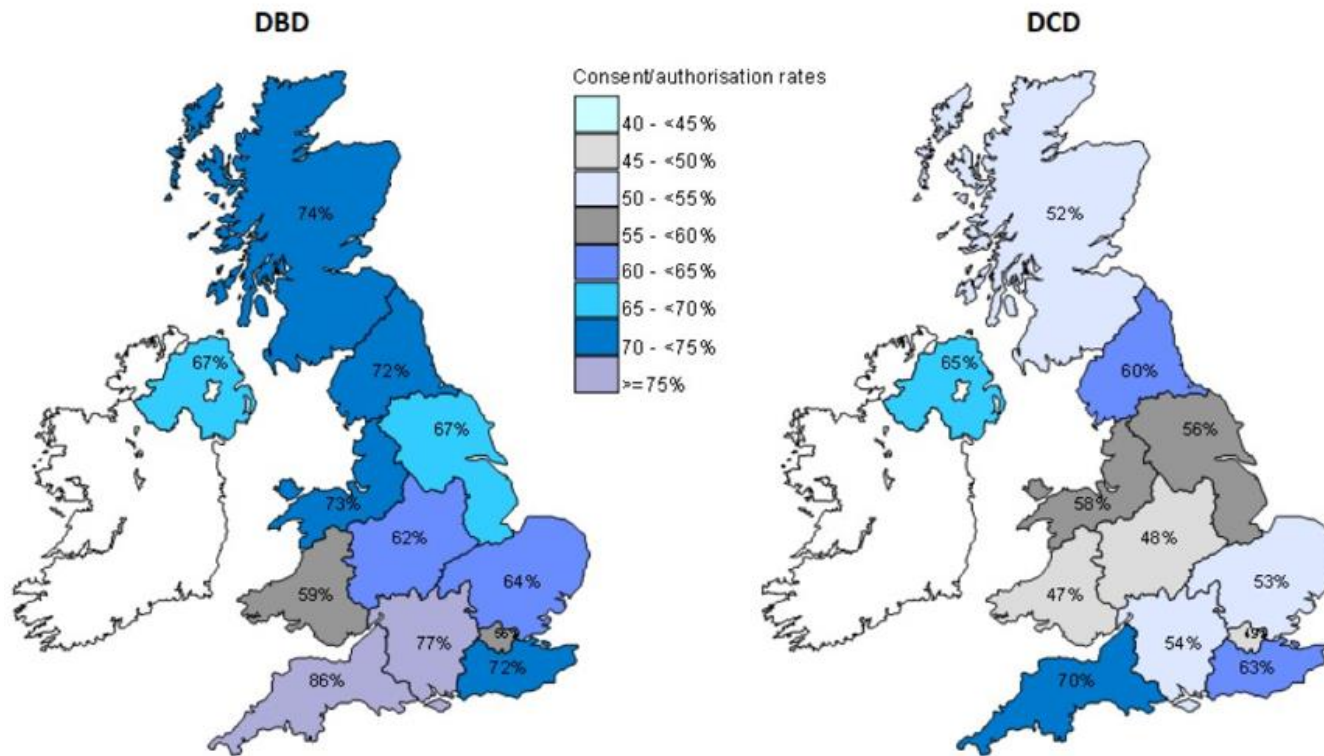 DBD
DCD
Consent/authorisation rates
40 - <45%
45 - <50%
50 - <55%
55 - <60%
60 - <65%
65 - <70%
70 - <75%
>=75%
74%
67%
72%
67%
73%
62%
64%
59%
77%
72%
86%
52%
65%
60%
56%
58%
48%
53%
47%
54%
63%
70%